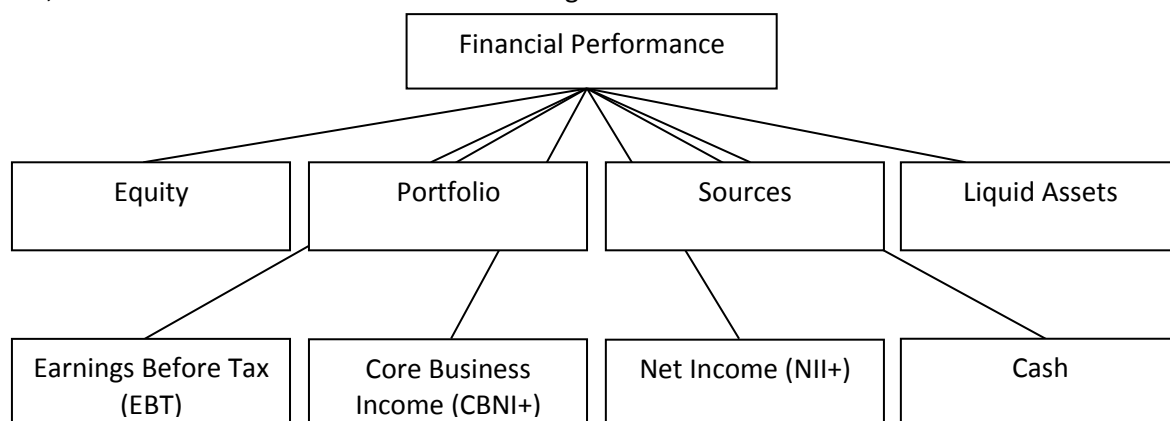 Financial Performance
Equity
Portfolio
Sources
Liquid Assets
Earnings Before Tax
(EBT)
Core Business
Income (CBNI+)
Net Income (NII+)
Cash